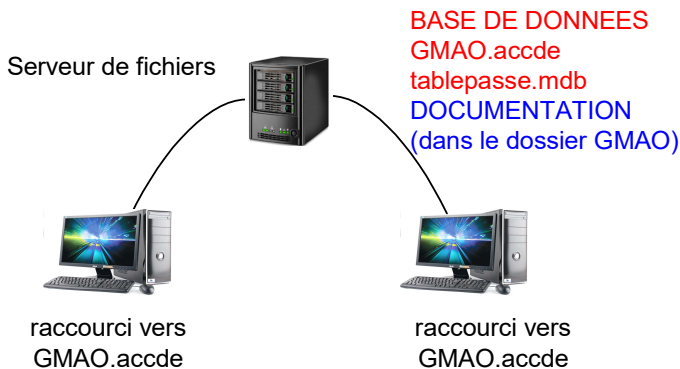 BASE DE DONNEES
GMAO.accde
tablepasse.mdb
DOCUMENTATION
(dans le dossier GMAO)
Serveur de fichiers
raccourci vers
GMAO.accde
raccourci vers
GMAO.accde